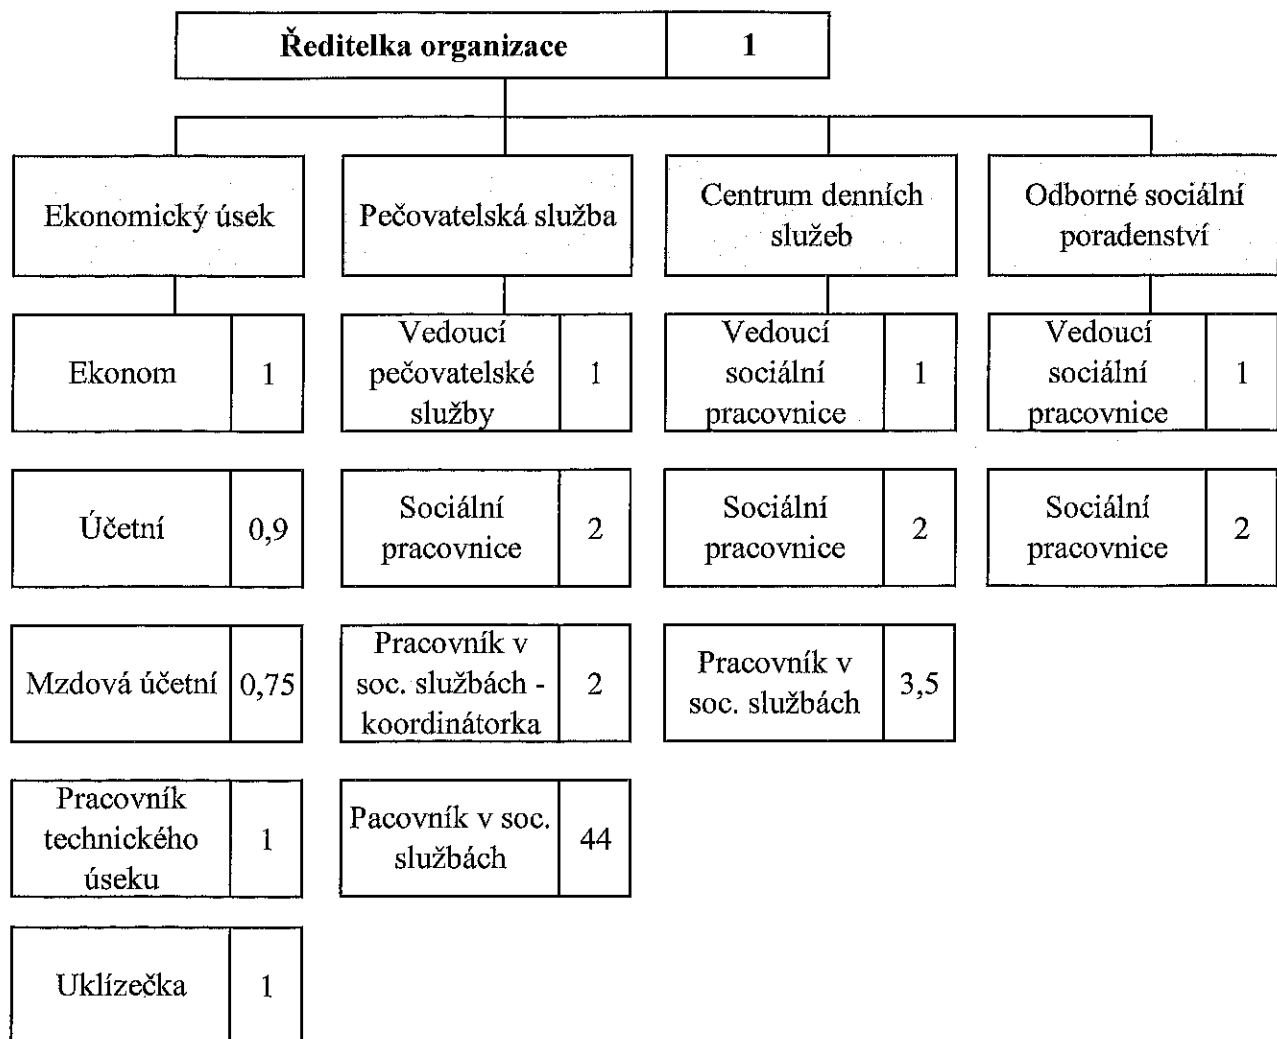 Ředitelka organizace 1
Ekonomický úsek
Pečovatelská služba
Centrum denních
služeb
Odborné sociální
poradenství
Ekonom 1
Vedoucí
pečovatelské
služby
1
Vedoucí
sociální
pracovnice
1
Vedoucí
sociální
pracovnice
1
Účetní 0,9
Sociální
pracovnice
2
Sociální
pracovnice
2
Sociální
pracovnice
2
Mzdová účetní 0,75
Pracovník v
soc. službách -
koordinátorka
2
Pracovník v
soc. službách
3,5
Pracovník
technického
úseku
1
Pacovník v soc.
službách
44
Uklízečka 1